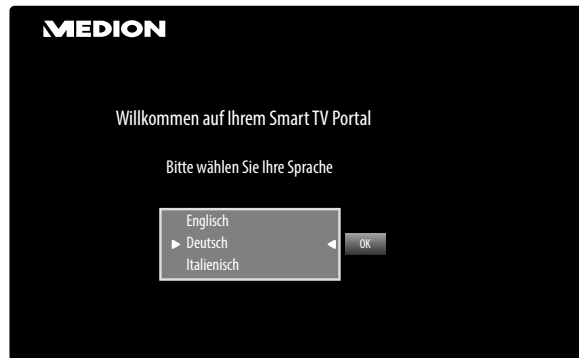 MEDION
Willkommen auf Ihrem Smart TV Portal
Bitte wählen Sie Ihre Sprache
Englisch
Deutsch
OK
Italienisch